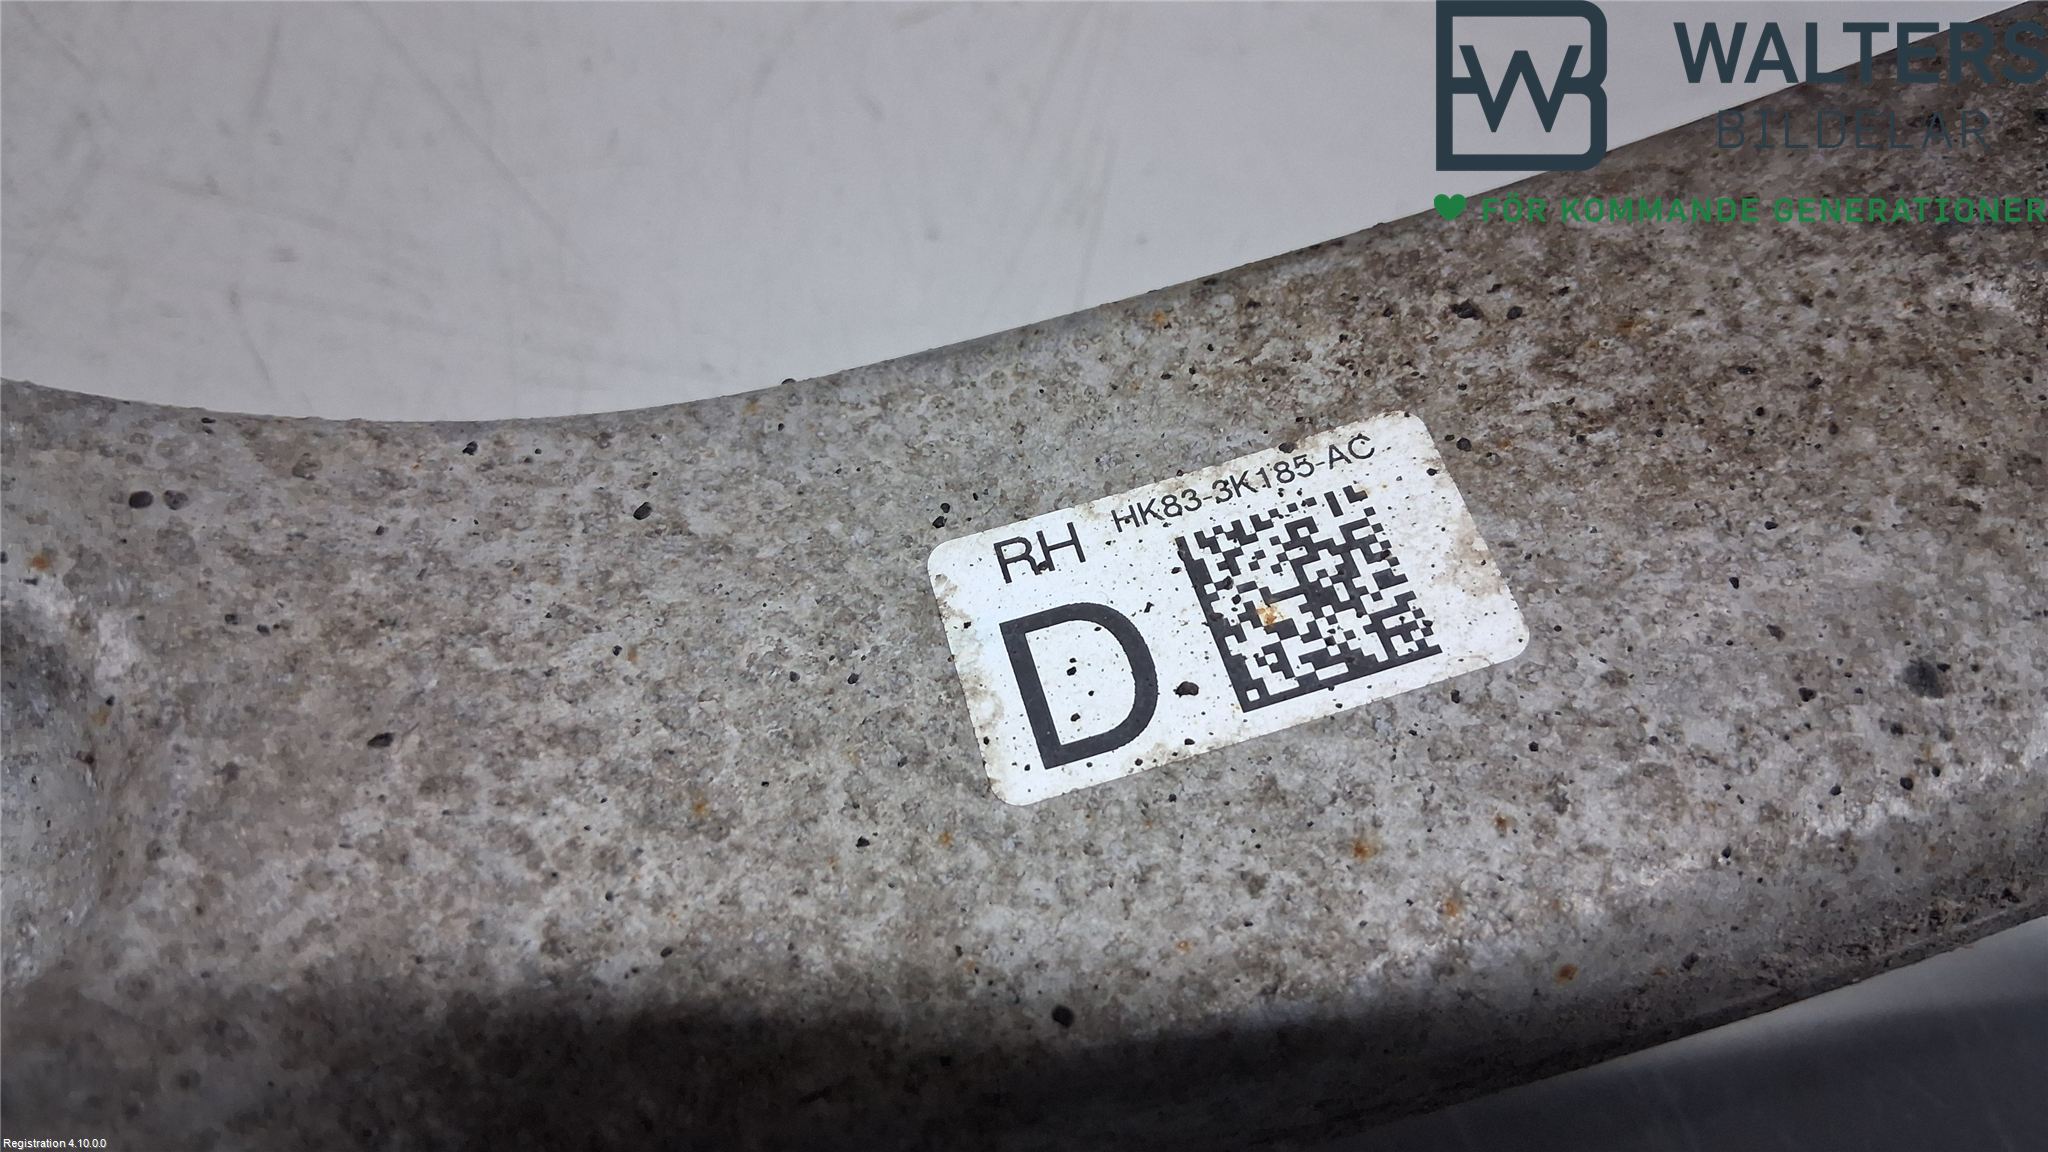 WALTERS
BILDELAR
FÖR KOMMANDE GENERATIONER
RH HK83-3K185-AC
D
Registration 4.10.0.0